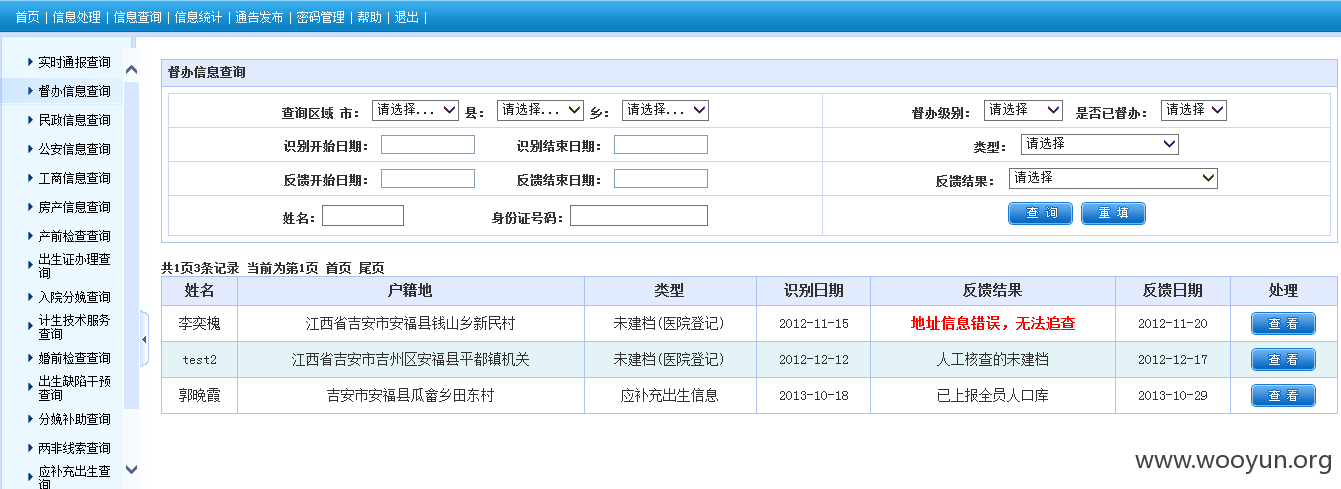 首页 | 信息处理 | 信息查询 | 信息统计 | 通告发布 | 密码管理 | 帮助 | 退出 |
实时通报查询
督办信息查询
民政信息查询
公安信息查询
工商信息查询
房产信息查询
产前检查查询
出生证办理查
询
入院分娩查询
计生技术服务
查询
婚前检查查询
出生缺陷干预
查询
分娩补助查询
两非线索查询
应补充出生查
询
督办信息查询
查询区域 市： 请选择... 县： 请选择... 乡： 请选择... 督办级别： 请选择 是否已督办： 请选择
识别开始日期： 识别结束日期： 类型： 请选择
反馈开始日期： 反馈结束日期： 反馈结果： 请选择
姓名： 身份证号码： 查 询 重 填
共1页3条记录 当前为第1页 首页 尾页
姓名 户籍地 类型 识别日期 反馈结果 反馈日期 处理
李奕槐 江西省吉安市安福县钱山乡新民村 未建档(医院登记) 2012-11-15 地址信息错误，无法追查 2012-11-20 查 看
test2 江西省吉安市吉州区安福县平都镇机关 未建档(医院登记) 2012-12-12 人工核查的未建档 2012-12-17 查 看
郭晚霞 吉安市安福县瓜畲乡田东村 应补充出生信息 2013-10-18 已上报全员人口库 2013-10-29 查 看
www.wooyun.org